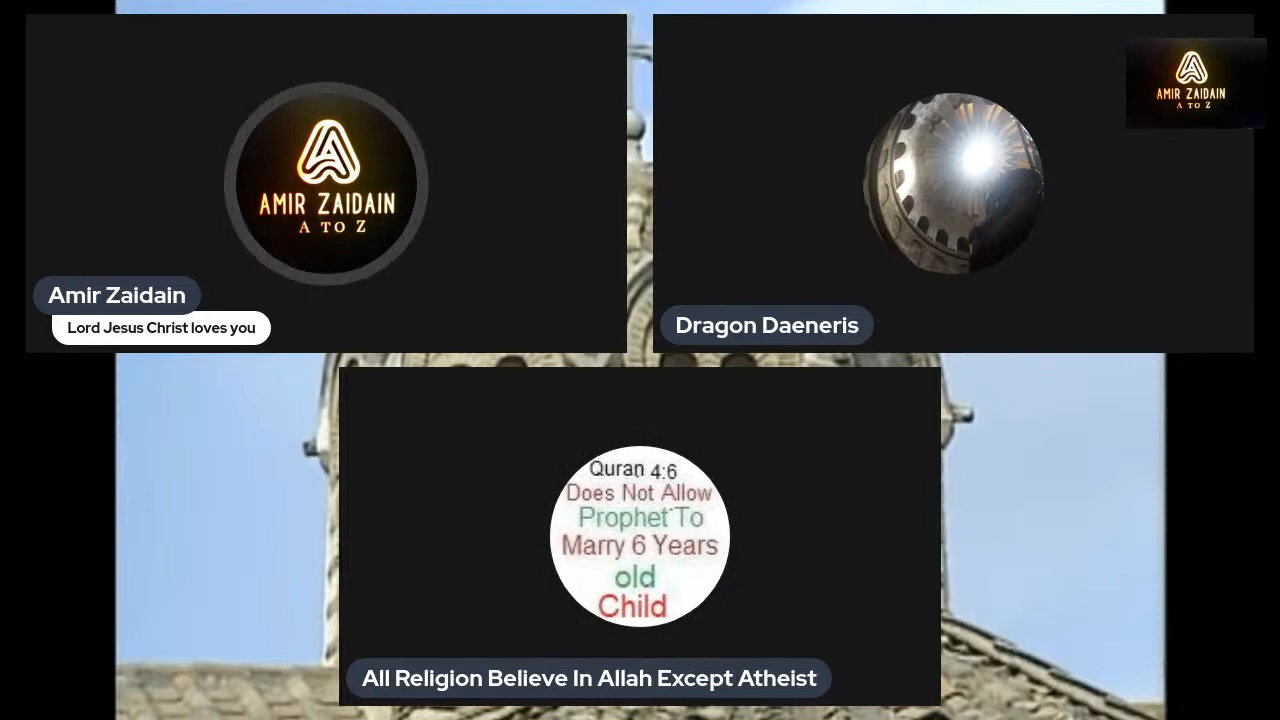 AMIR ZAIDAIN
A TO Z
Amir Zaidain
Lord Jesus Christ loves you
Dragon Daeneris
AMIR ZAIDAIN
A TO Z
Quran 4:6
Does Not Allow
Prophet To
Marry 6 Years
old
Child
All Religion Believe In Allah Except Atheist